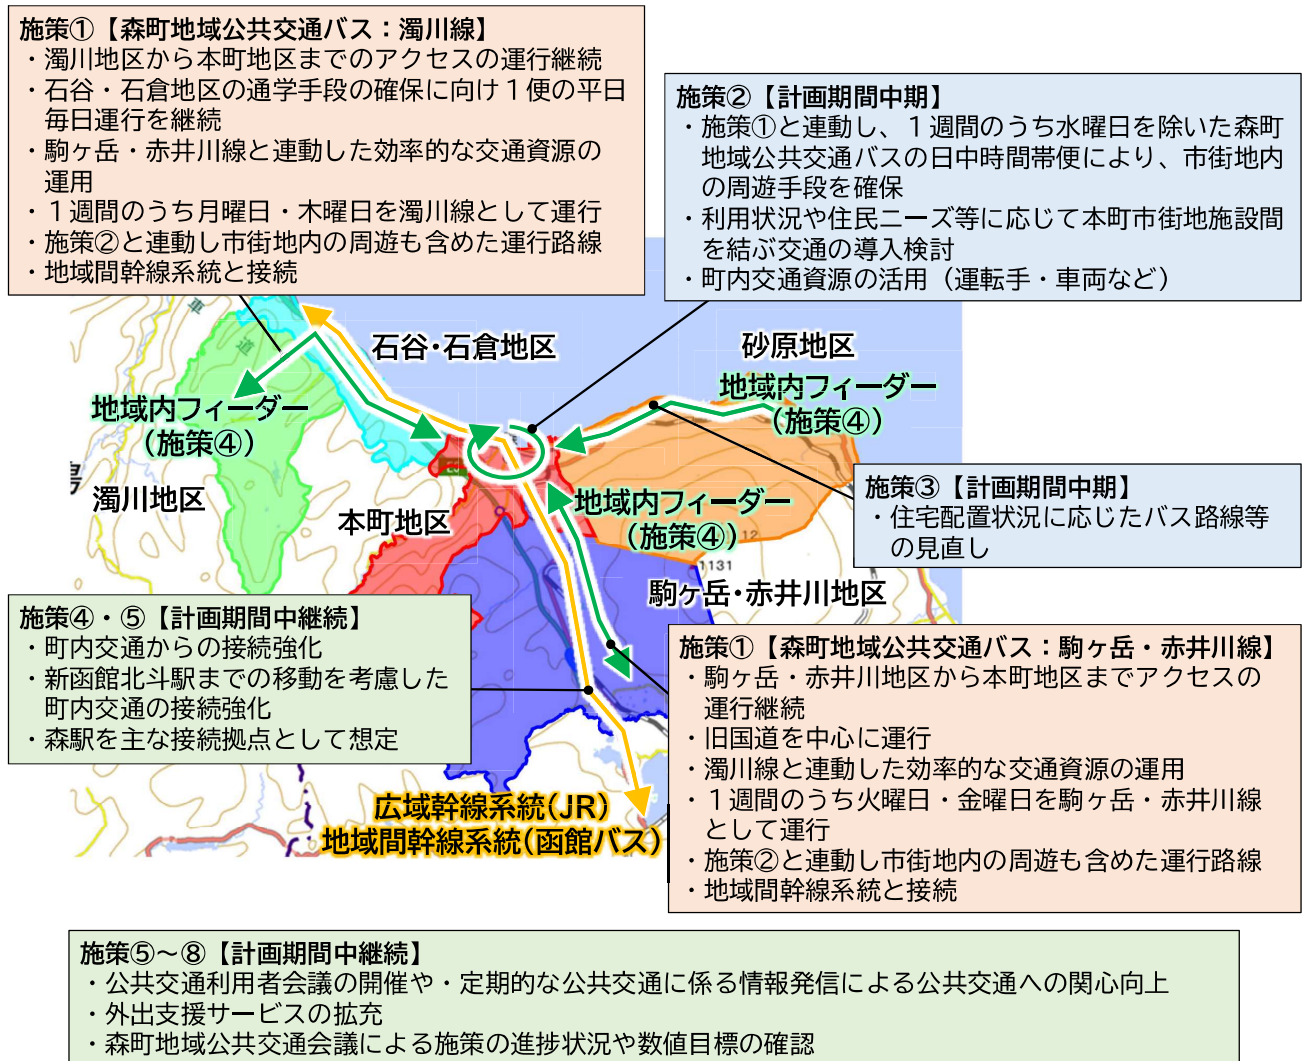 施策①【森町地域公共交通バス：濁川線】
・濁川地区から本町地区までのアクセスの運行継続
・石谷・石倉地区の通学手段の確保に向け１便の平日
毎日運行を継続
・駒ヶ岳・赤井川線と連動した効率的な交通資源の
運用
・１週間のうち月曜日・木曜日を濁川線として運行
・施策②と連動し市街地内の周遊も含めた運行路線
・地域間幹線系統と接続
施策②【計画期間中期】
・施策①と連動し、１週間のうち水曜日を除いた森町
地域公共交通バスの日中時間帯便により、市街地内
の周遊手段を確保
・利用状況や住民ニーズ等に応じて本町市街地施設間
を結ぶ交通の導入検討
・町内交通資源の活用（運転手・車両など）
車
道
石谷・石倉地区
砂原地区
地域内フィーダー
（施策④）
地域内フィーダー
（施策④）
濁川地区
本町地区
地域内フィーダー
（施策④）
12
1131
駒ヶ岳・赤井川地区
施策③【計画期間中期】
・住宅配置状況に応じたバス路線等
の見直し
施策④・⑤【計画期間中継続】
・町内交通からの接続強化
・新函館北斗駅までの移動を考慮した
町内交通の接続強化
・森駅を主な接続拠点として想定
施策①【森町地域公共交通バス：駒ヶ岳・赤井川線】
・駒ヶ岳・赤井川地区から本町地区までアクセスの
運行継続
・旧国道を中心に運行
・濁川線と連動した効率的な交通資源の運用
・１週間のうち火曜日・金曜日を駒ヶ岳・赤井川線
として運行
・施策②と連動し市街地内の周遊も含めた運行路線
・地域間幹線系統と接続
広域幹線系統（JR）
地域間幹線系統（函館バス）
施策⑤～⑧【計画期間中継続】
・公共交通利用者会議の開催や・定期的な公共交通に係る情報発信による公共交通への関心向上
・外出支援サービスの拡充
・森町地域公共交通会議による施策の進捗状況や数値目標の確認